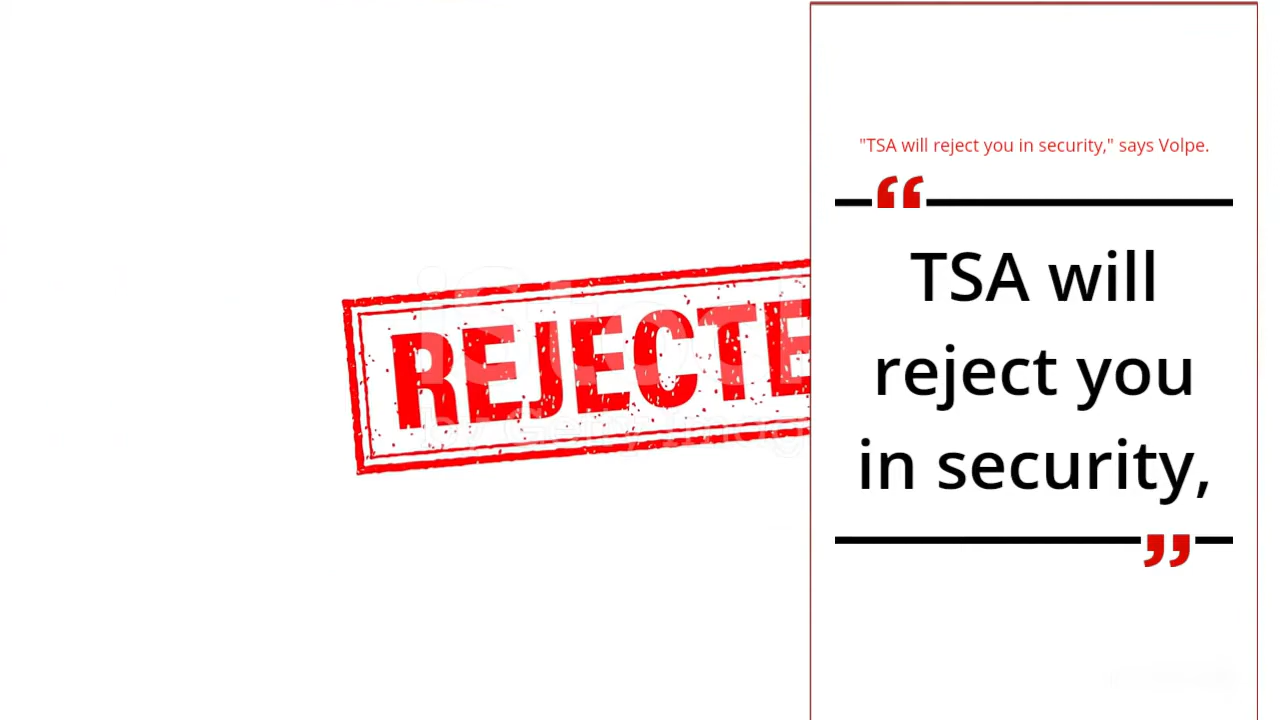 "TSA will reject you in security," says Volpe.
“
TSA will
reject you
in security,
”
REJECTE